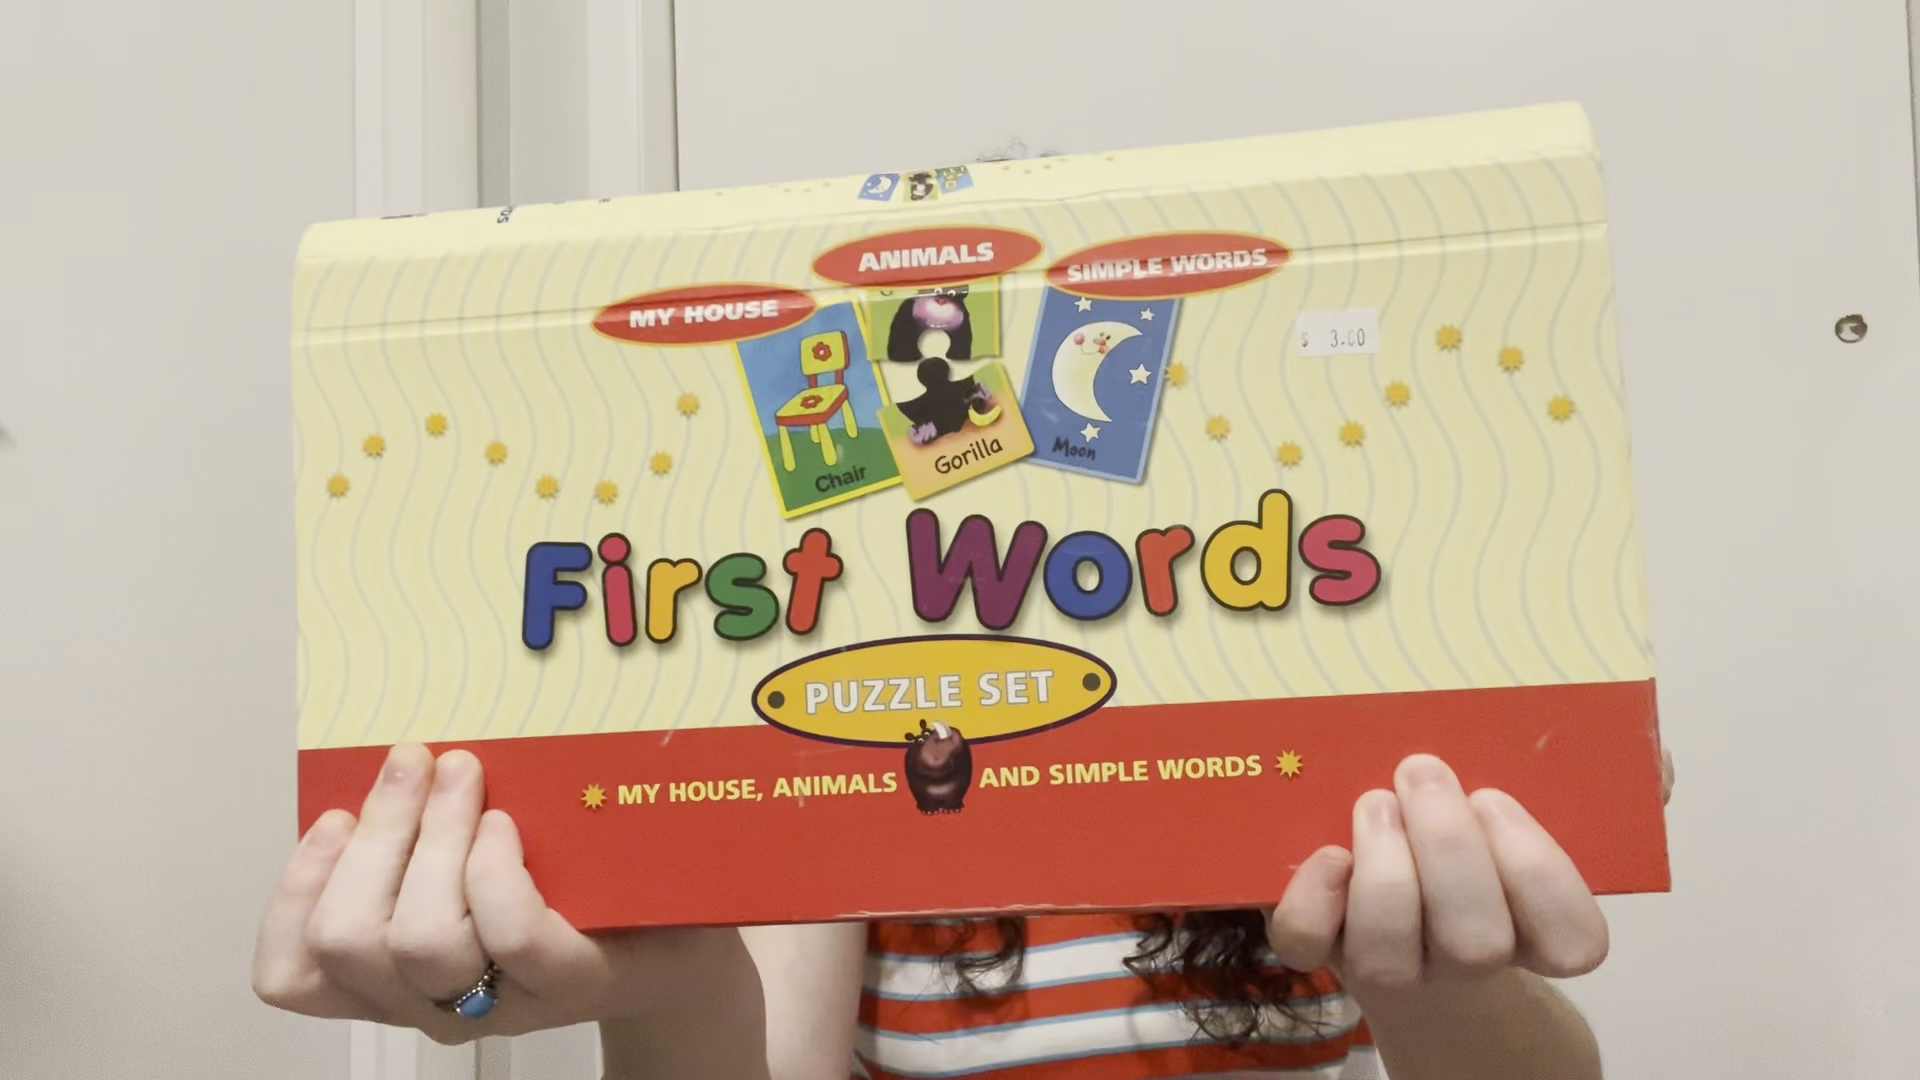 ANIMALS
MY HOUSE
SIMPLE WORDS
$ 3.00
Chair
Gorilla
Moon
First Words
PUZZLE SET
MY HOUSE, ANIMALS AND SIMPLE WORDS